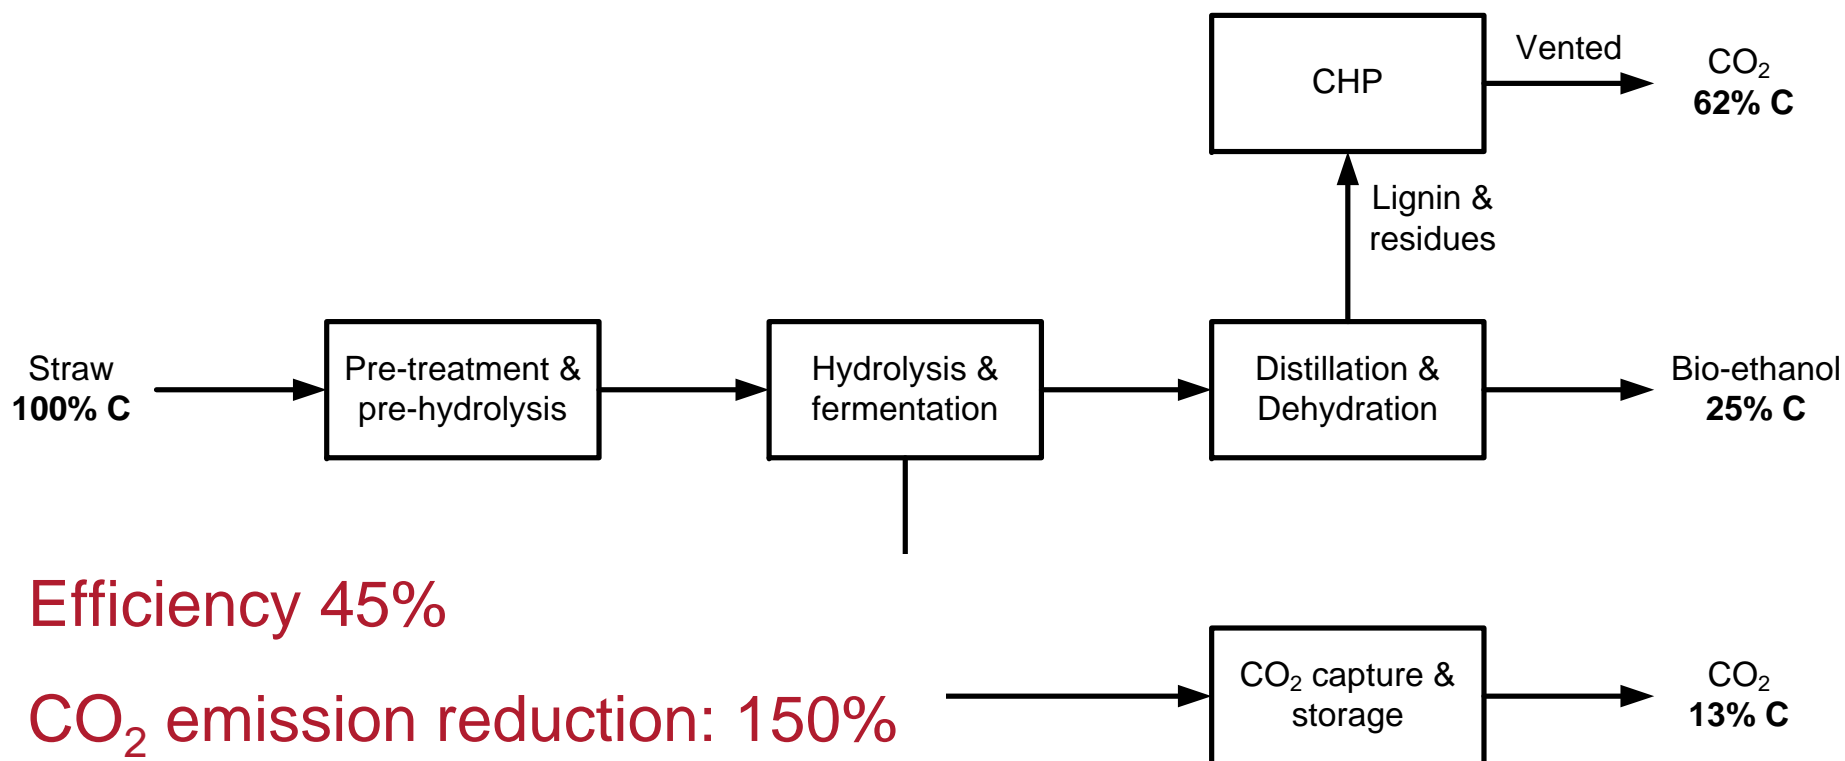 CHP
Vented
CO₂
62% C
Lignin &
residues
Straw
100% C
Pre-treatment &
pre-hydrolysis
Hydrolysis &
fermentation
Distillation &
Dehydration
Bio-ethanol
25% C
Efficiency 45%
CO₂ emission reduction: 150%
CO₂ capture &
storage
CO₂
13% C